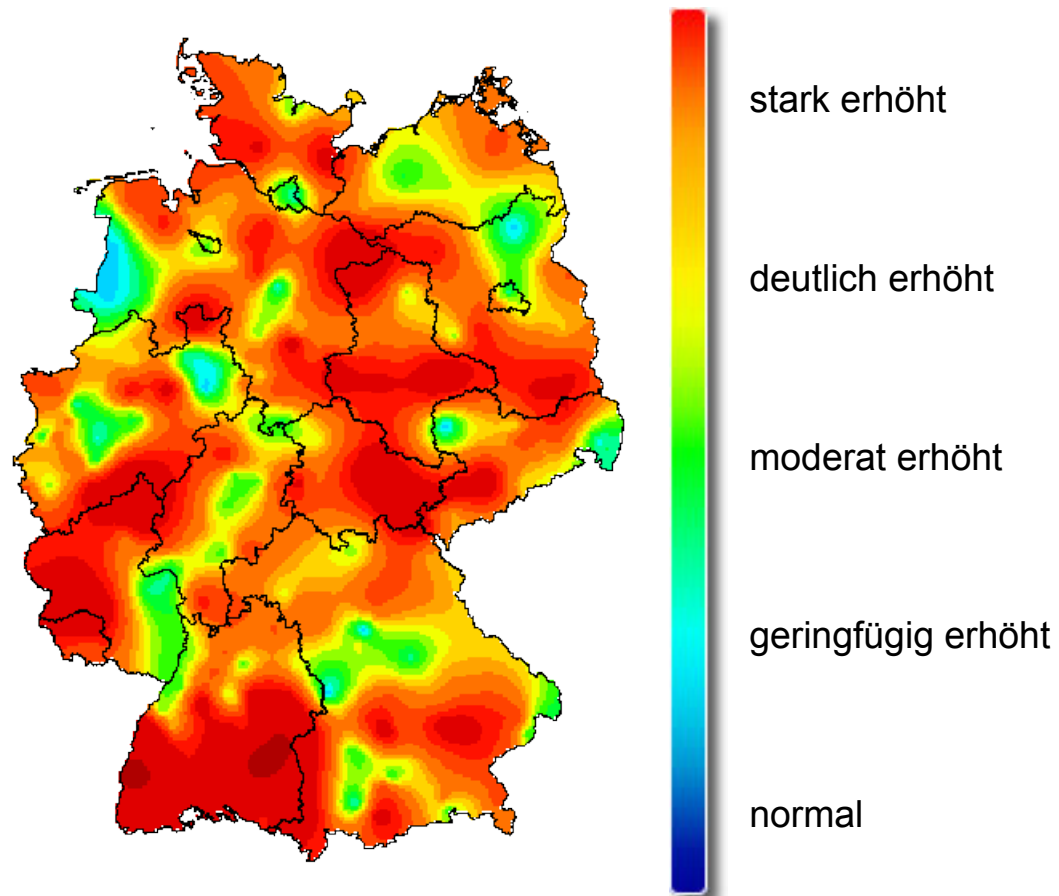 stark erhöht
deutlich erhöht
moderat erhöht
geringfügig erhöht
normal